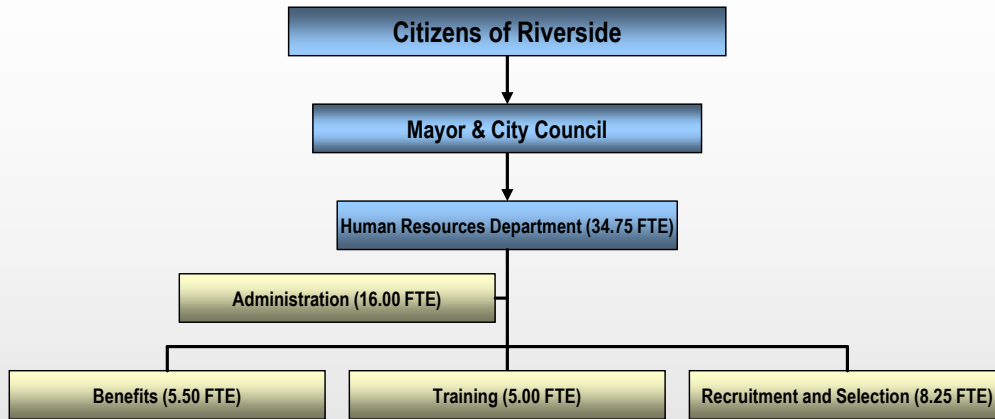 Citizens of Riverside
Mayor & City Council
Human Resources Department (34.75 FTE)
Administration (16.00 FTE)
Benefits (5.50 FTE)
Training (5.00 FTE)
Recruitment and Selection (8.25 FTE)